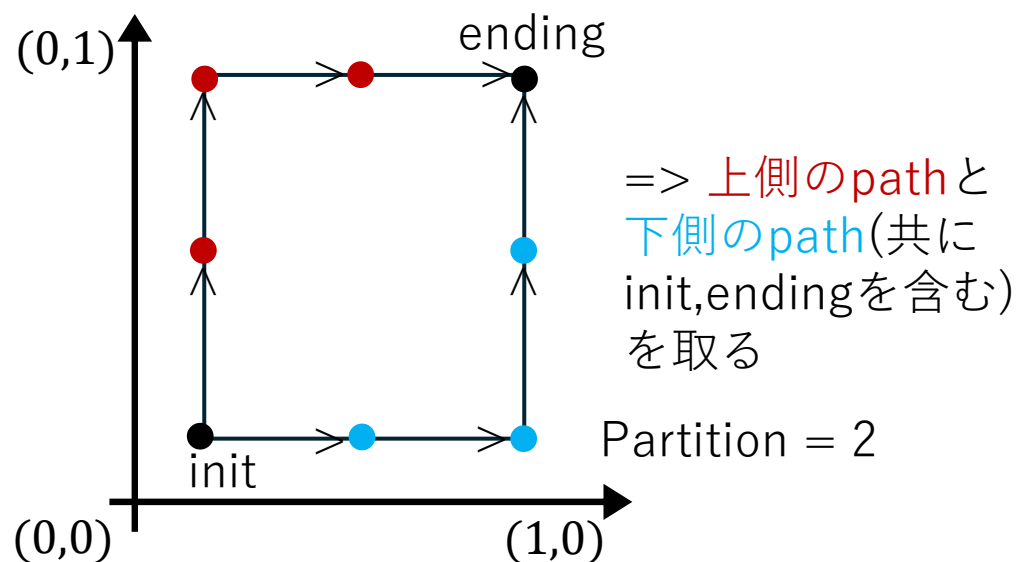 ending
(0,1)
=> 上側のpathと
下側のpath(共に
init,endingを含む)
を取る
Partition = 2
init
(0,0)
(1,0)